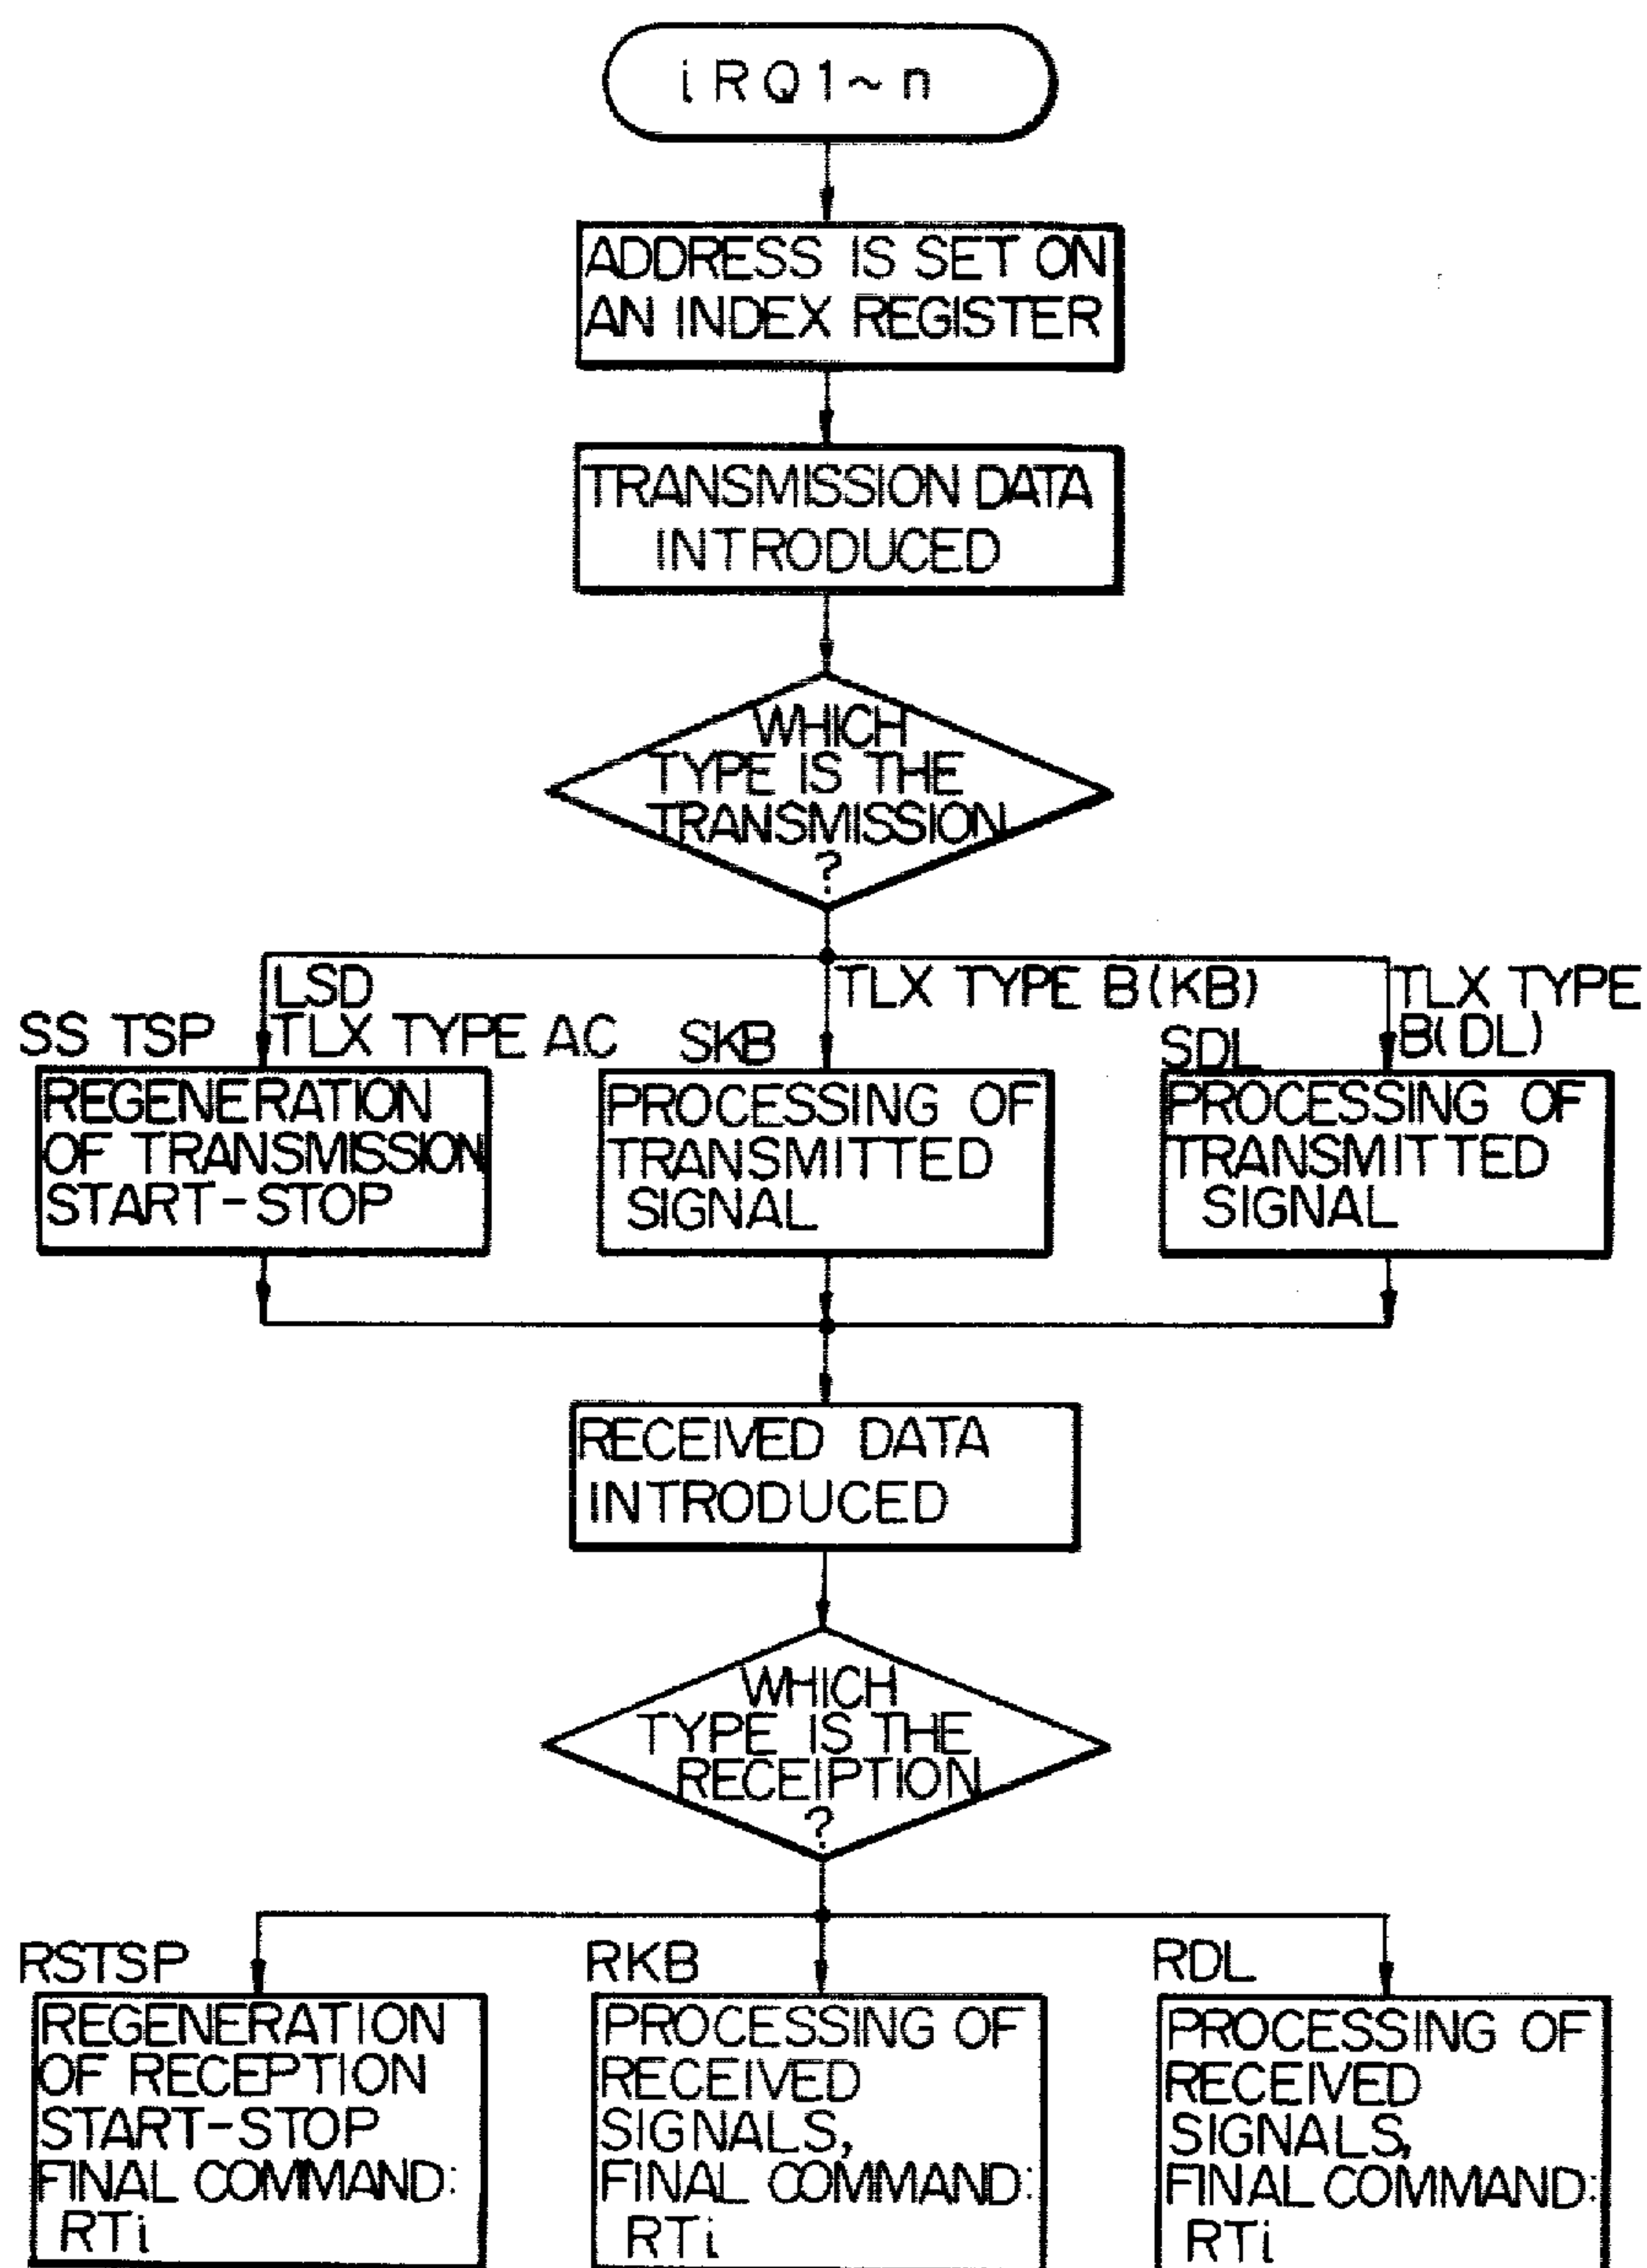 iRQ1~n
ADDRESS IS SET ON
AN INDEX REGISTER
TRANSMISSION DATA
INTRODUCED
WHICH
TYPE IS THE
TRANSMISSION
?
LSD
TLX TYPE A.C
TLX TYPE B(KB)
TLX TYPE
B(DL)
SS TSP
REGENERATION
OF TRANSMISSION
START-STOP
SKB
PROCESSING OF
TRANSMITTED
SIGNAL
SDL
PROCESSING OF
TRANSMITTED
SIGNAL
RECEIVED DATA
INTRODUCED
WHICH
TYPE IS THE
RECEIPTION
?
RSTSP
REGENERATION
OF RECEPTION
START-STOP
FINAL COMMAND:
RTi
RKB
PROCESSING OF
RECEIVED
SIGNALS,
FINAL COMMAND:
RTi
RDL
PROCESSING OF
RECEIVED
SIGNALS,
FINAL COMMAND:
RTi